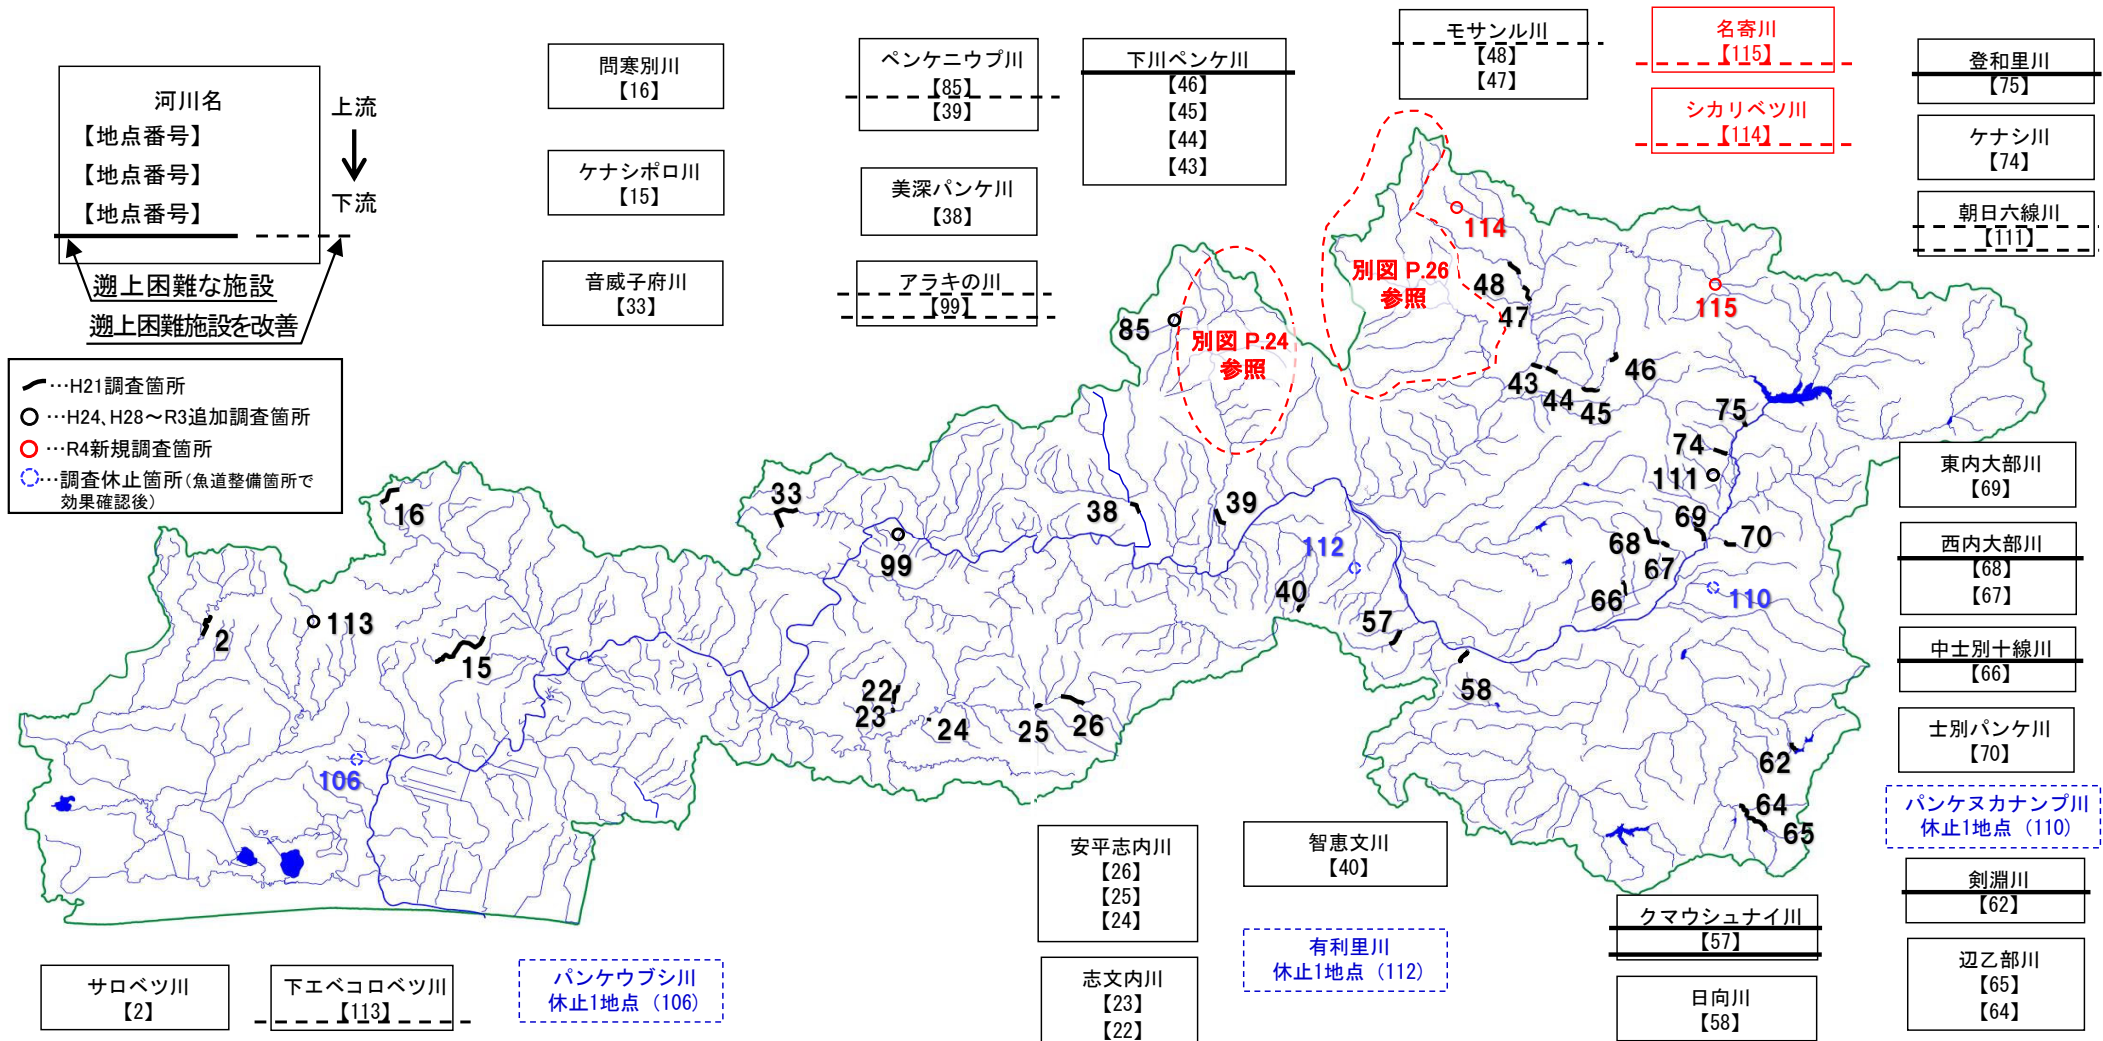 河川名
【地点番号】
【地点番号】
【地点番号】
上流
下流
遡上困難な施設
遡上困難施設を改善
…H21調査箇所
…H24、H28～R3追加調査箇所
…R4新規調査箇所
…調査休止箇所(魚道整備箇所で
効果確認後)
問寒別川
【16】
ケナシポロ川
【15】
音威子府川
【33】
ペンケニウプ川
【85】
【39】
美深パンケ川
【38】
アラキの川
【99】
下川ペンケ川
【46】
【45】
【44】
【43】
モサンル川
【48】
【47】
名寄川
【115】
シカリベツ川
【114】
登和里川
【75】
ケナシ川
【74】
朝日六線川
【111】
東内大部川
【69】
西内大部川
【68】
【67】
中士別十線川
【66】
士別パンケ川
【70】
パンケヌカナンプ川
休止1地点（110）
剣淵川
【62】
辺乙部川
【65】
【64】
別図 P.24
参照
別図 P.26
参照
114
48
47
115
85
43
44
45
46
75
74
111
16
33
38
39
99
112
69
70
68
67
110
40
66
57
2
113
15
22
23
24
25
26
58
106
62
64
65
サロベツ川
【2】
下エベコロベツ川
【113】
パンケウブシ川
休止1地点（106）
安平志内川
【26】
【25】
【24】
志文内川
【23】
【22】
智恵文川
【40】
有利里川
休止1地点（112）
クマウシュナイ川
【57】
日向川
【58】